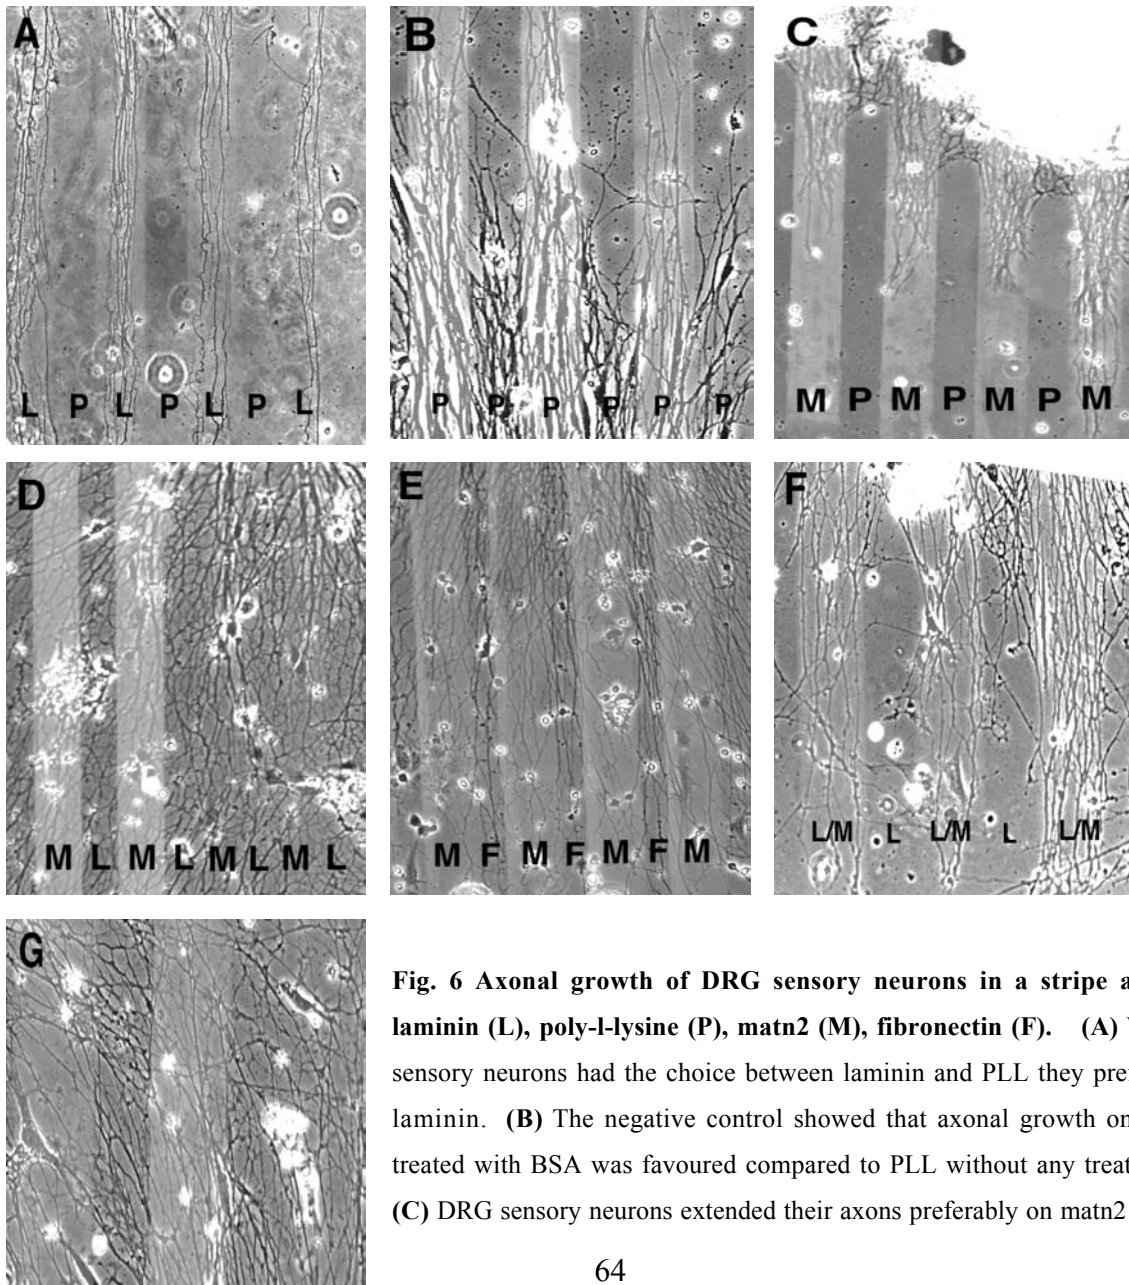 A
B
C
L P L P L P L
P P P P P P
M P M P M P M
D
E
F
M L M L M L M L
M F M F M F M
L/M L L/M L L/M
G
Fig. 6 Axonal growth of DRG sensory neurons in a stripe a
laminin (L), poly-l-lysine (P), matn2 (M), fibronectin (F). (A)
sensory neurons had the choice between laminin and PLL they pref
laminin. (B) The negative control showed that axonal growth on
treated with BSA was favoured compared to PLL without any treat
(C) DRG sensory neurons extended their axons preferably on matn2
64